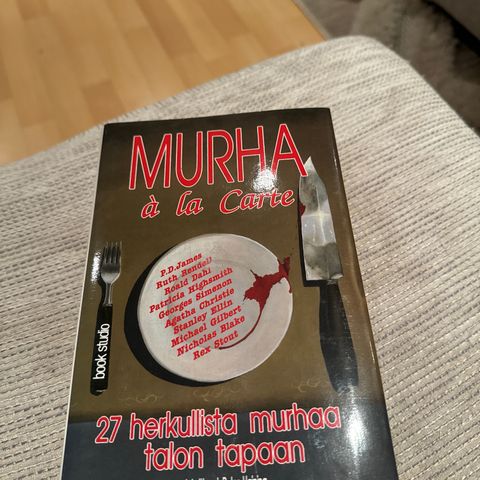 MURHA
à la Carte
P.D. James
Ruth Rendell
Roald Dahl
Patricia Highsmith
Georges Simenon
Agatha Christie
Stanley Ellin
Michael Gilbert
Nicholas Blake
Rex Stout
book studio
27 herkullista murhaa
talon tapaan